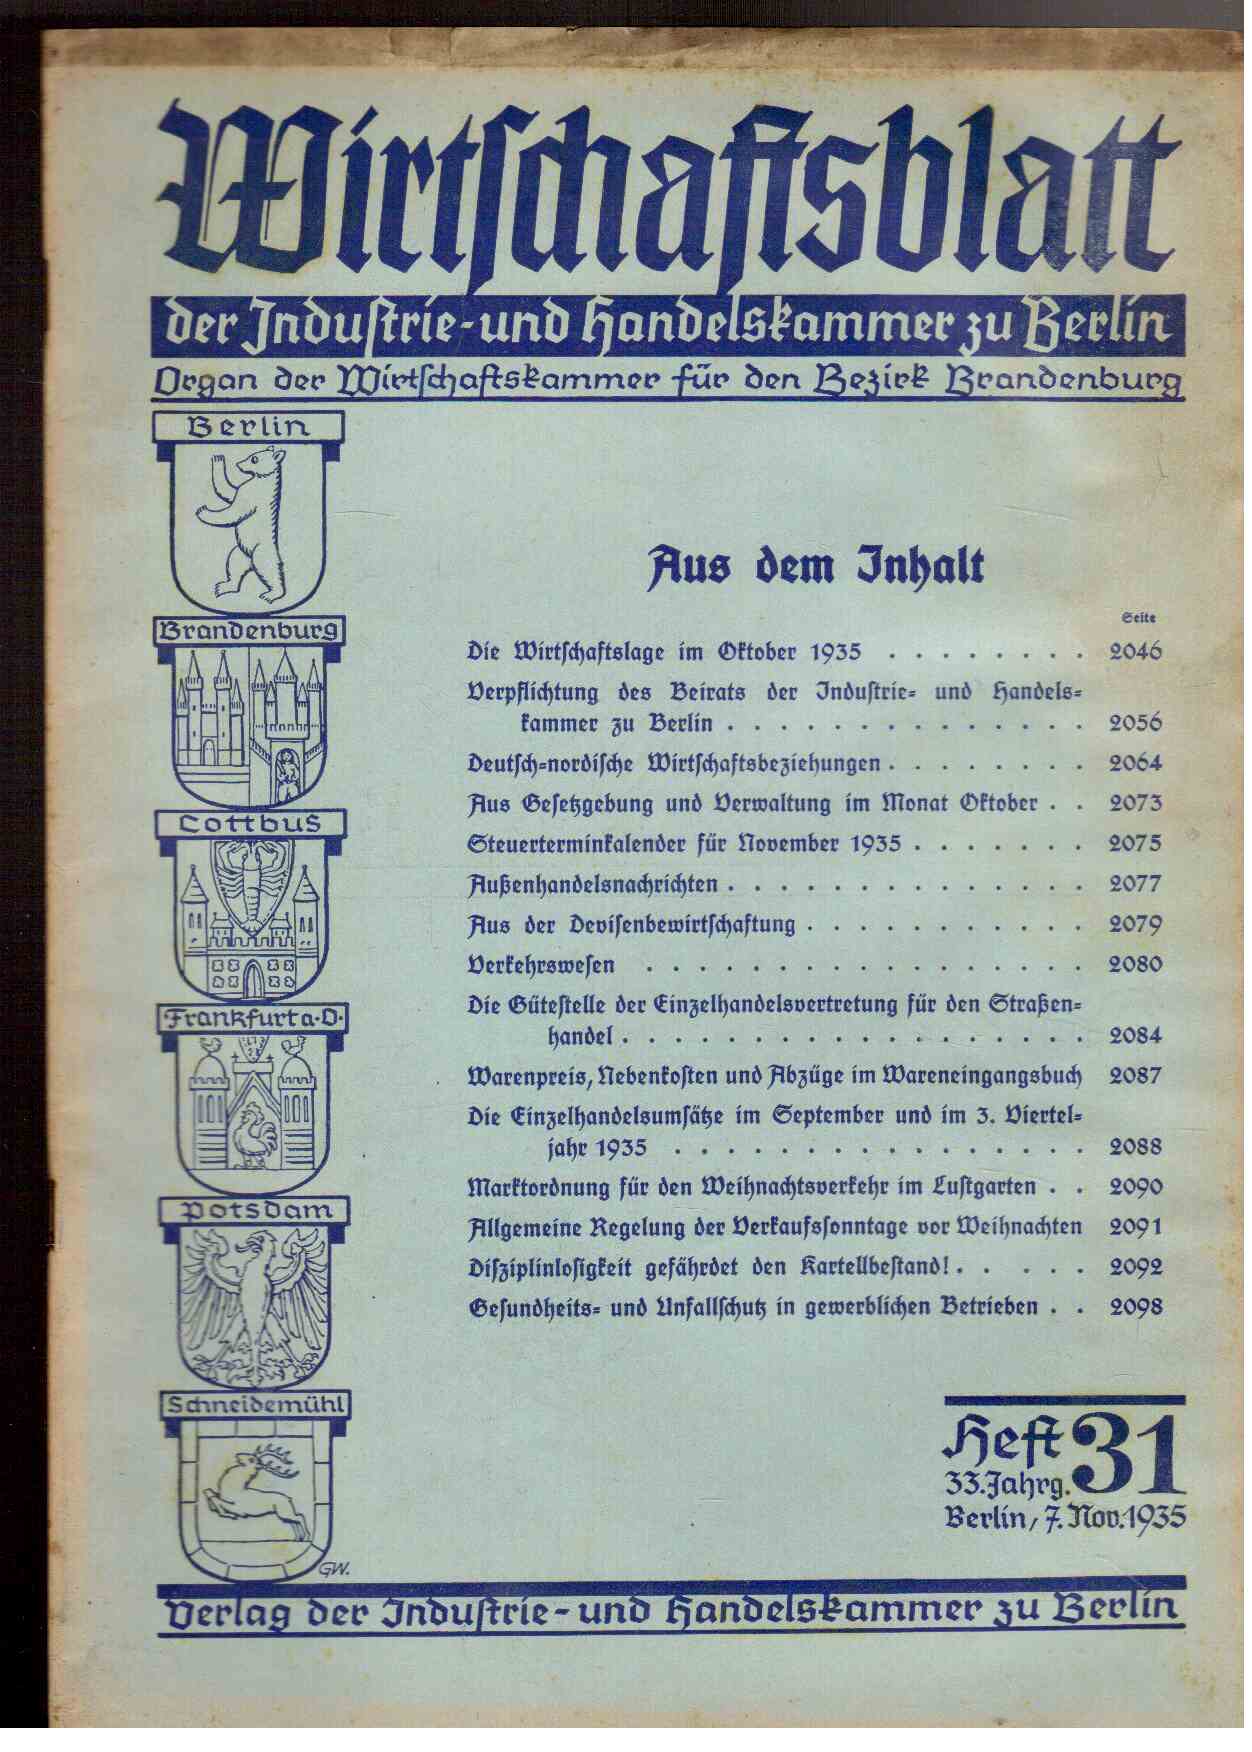 Wirtschaftsblatt
der Industrie- und Handelskammer zu Berlin
Organ der Wirtschaftskammer für den Bezirk Brandenburg
Berlin
Brandenburg
Cottbus
Frankfurt a. O.
Potsdam
Schneidemühl
GW.
Aus dem Inhalt
Seite
Die Wirtschaftslage im Oktober 1935 . . . . . . . . 2046
Verpflichtung des Beirats der Industrie- und Handels-
kammer zu Berlin . . . . . . . . . . . . . . 2056
Deutsch-nordische Wirtschaftsbeziehungen . . . . . . . . 2064
Aus Gesetzgebung und Verwaltung im Monat Oktober . . 2073
Steuerterminkalender für November 1935 . . . . . . . 2075
Außenhandelsnachrichten . . . . . . . . . . . . . . 2077
Aus der Devisenbewirtschaftung . . . . . . . . . . . 2079
Verkehrswesen . . . . . . . . . . . . . . . . . 2080
Die Gütestelle der Einzelhandelsvertretung für den Straßen-
handel . . . . . . . . . . . . . . . . . . 2084
Warenpreis, Nebenkosten und Abzüge im Wareneingangsbuch 2087
Die Einzelhandelsumsätze im September und im 3. Viertel-
jahr 1935 . . . . . . . . . . . . . . . . 2088
Marktordnung für den Weihnachtsverkehr im Lustgarten . . 2090
Allgemeine Regelung der Verkaufssonntage vor Weihnachten 2091
Disziplinlosigkeit gefährdet den Kartellbestand! . . . . . 2092
Gesundheits- und Unfallschutz in gewerblichen Betrieben . . 2098
Heft 31
33. Jahrg.
Berlin, 7. Nov. 1935
Verlag der Industrie- und Handelskammer zu Berlin